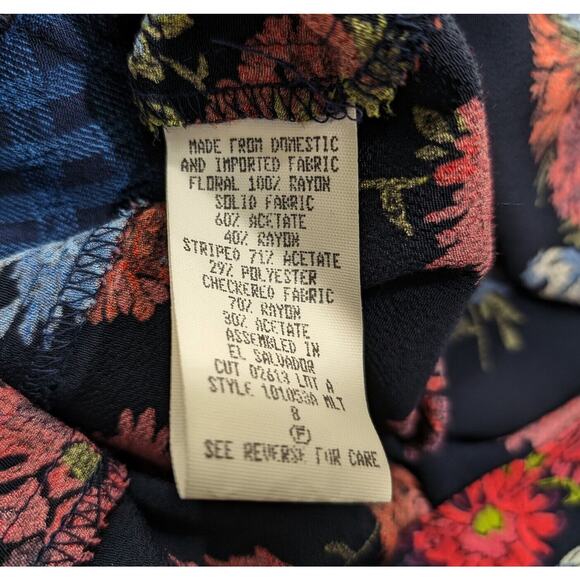 MADE FROM DOMESTIC
AND IMPORTED FABRIC
FLORAL 100% RAYON
SOLID FABRIC
60% ACETATE
40% RAYON
STRIPED 71% ACETATE
29% POLYESTER
CHECKERED FABRIC
70% RAYON
30% ACETATE
ASSEMBLED IN
EL SALVADOR
CUT 02613 LOT A
STYLE 101053A MLT
8
F
SEE REVERSE FOR CARE